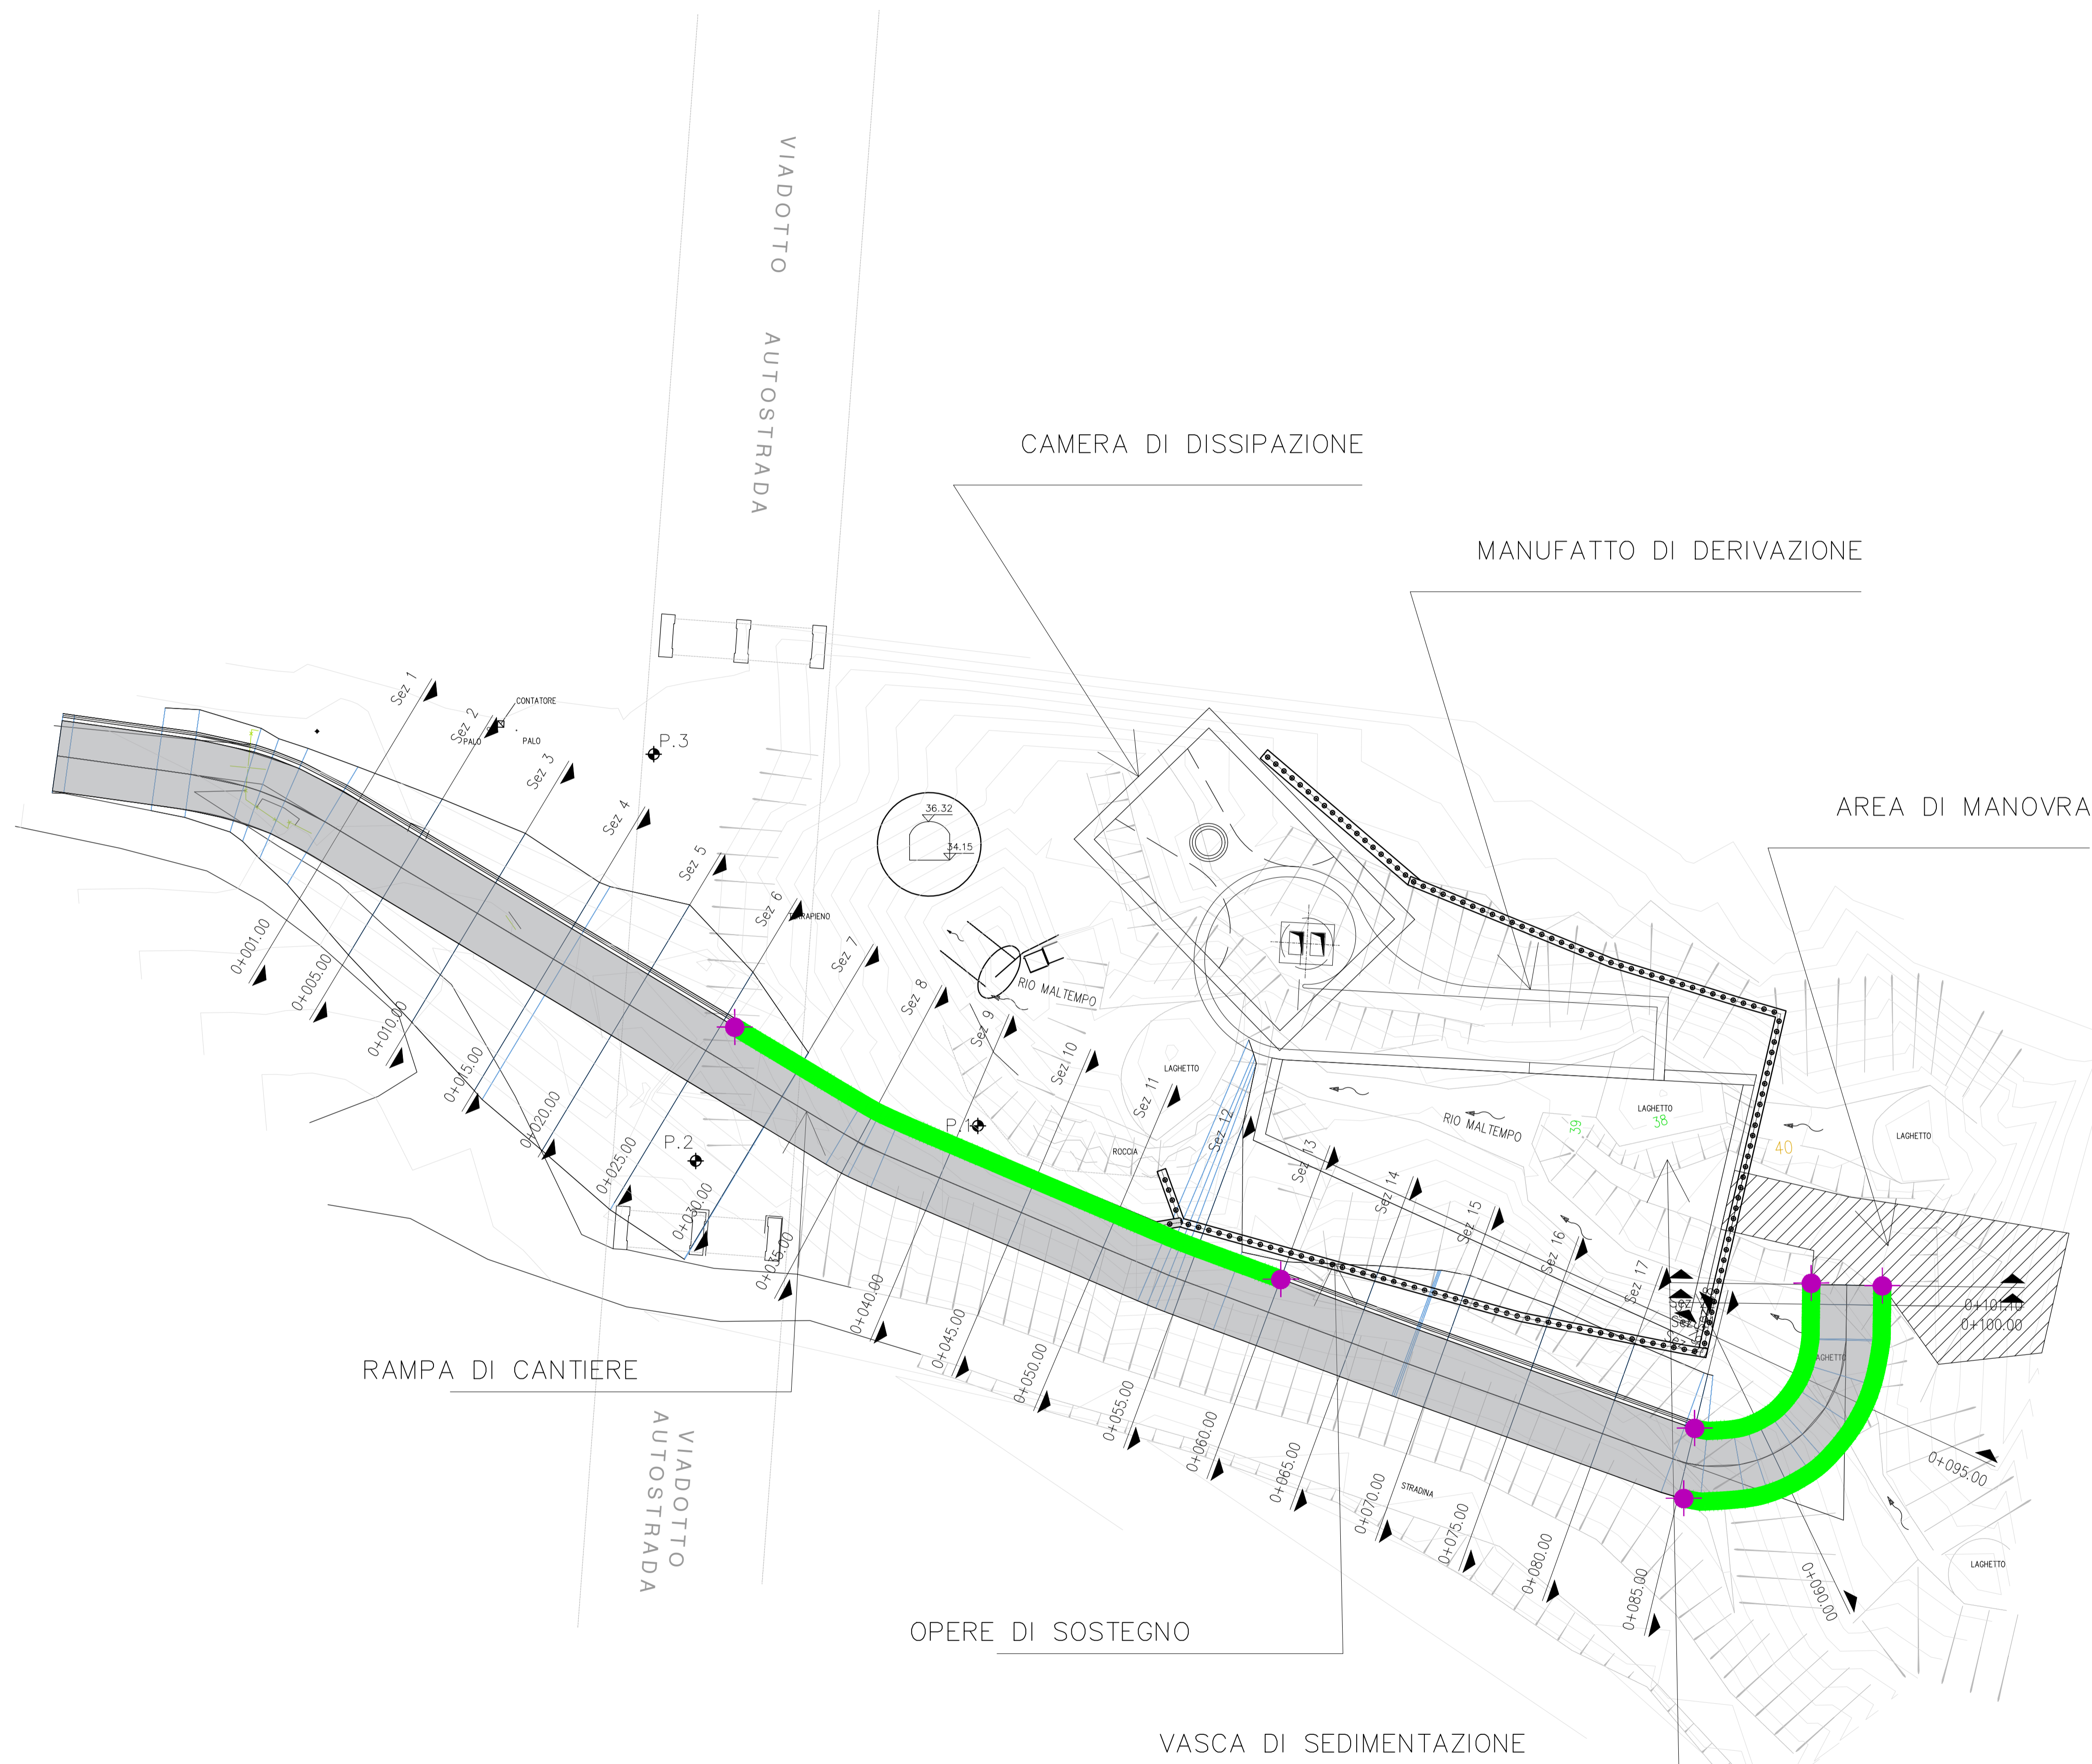 VIADOTTO AUTOSTRADA
CAMERA DI DISSIPAZIONE
MANUFATTO DI DERIVAZIONE
AREA DI MANOVRA
Sez 1
Sez 2
Sez 3
Sez 4
Sez 5
Sez 6
Sez 7
Sez 8
Sez 9
Sez 10
Sez 11
Sez 12
Sez 13
Sez 14
Sez 15
Sez 16
Sez 17
CONTATORE
PALO
PALO
P.3
36.32
34.15
RIO MALTEMPO
LAGHETTO
P.1
ROCCIA
P.2
RIO MALTEMPO
LAGHETTO
39
38
40
LAGHETTO
LAGHETTO
STRADINA
0+001.00
0+005.00
0+010.00
0+015.00
0+020.00
0+025.00
0+030.00
0+035.00
0+040.00
0+045.00
0+050.00
0+055.00
0+060.00
0+065.00
0+070.00
0+075.00
0+080.00
0+085.00
0+090.00
0+095.00
0+101.10
0+100.00
RAMPA DI CANTIERE
VIADOTTO
AUTOSTRADA
OPERE DI SOSTEGNO
VASCA DI SEDIMENTAZIONE